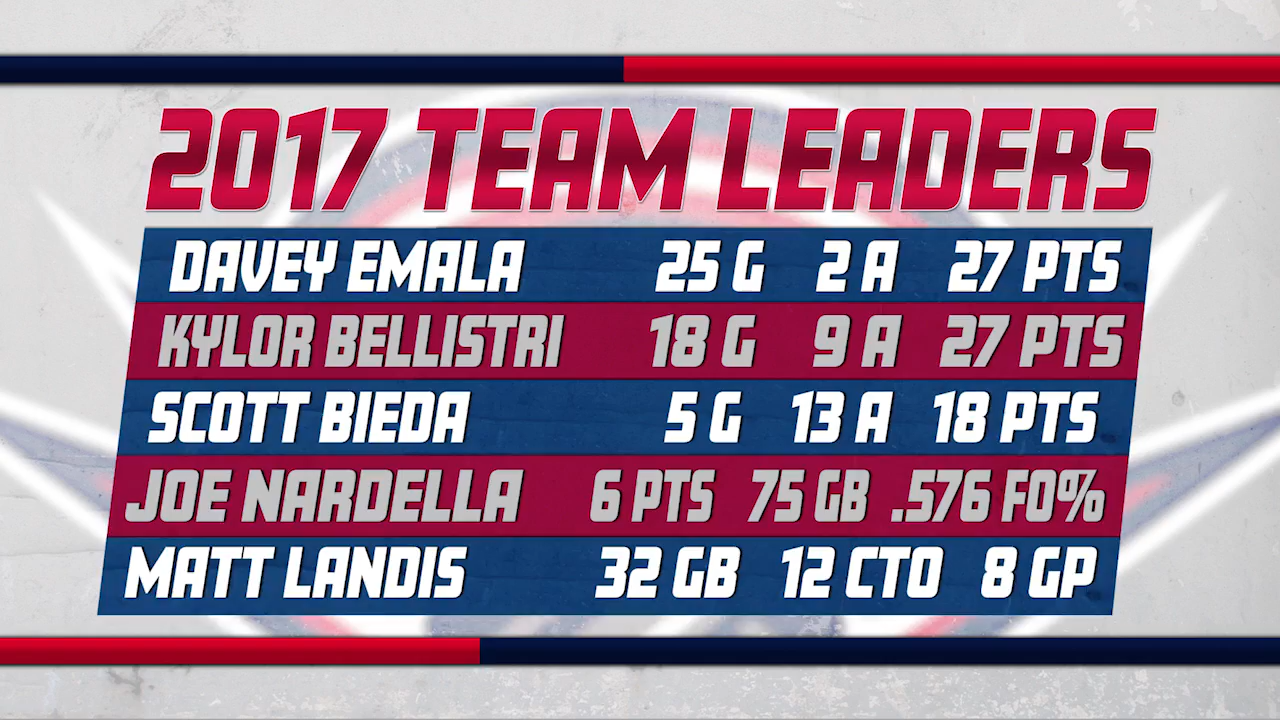 2017 TEAM LEADERS
DAVEY EMALA 25 G 2 A 27 PTS
KYLOR BELLISTRI 18 G 9 A 27 PTS
SCOTT BIEDA 5 G 13 A 18 PTS
JOE NARDELLA 6 PTS 75 GB .576 FO%
MATT LANDIS 32 GB 12 CTO 8 GP